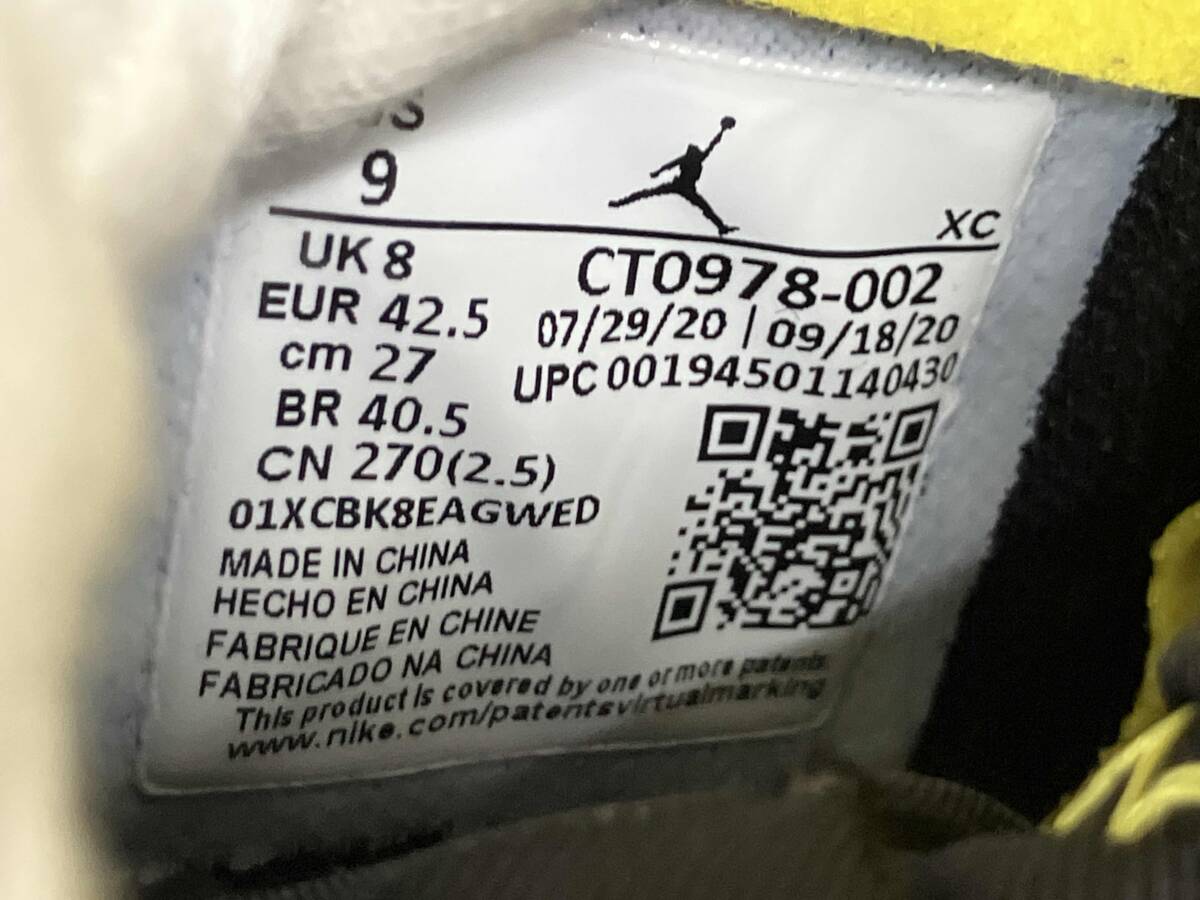 9
XC
UK 8
CT0978-002
EUR 42.5
07/29/20 | 09/18/20
cm 27
UPC 00194501140430
BR 40.5
CN 270(2.5)
01XCBK8EAGWED
MADE IN CHINA
HECHO EN CHINA
FABRIQUE EN CHINE
FABRICADO NA CHINA
This product is covered by one or more patents
www.nike.com/patentsvirtualmarking